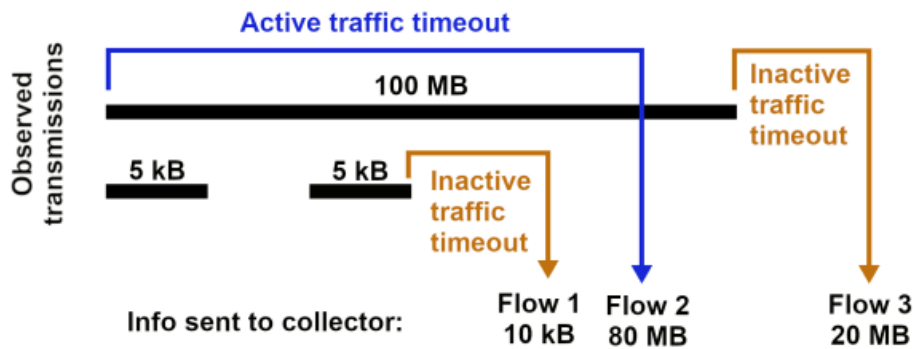 Active traffic timeout
Observed
transmissions
100 MB
Inactive
traffic
timeout
5 kB
5 kB
Inactive
traffic
timeout
Info sent to collector:
Flow 1
10 kB
Flow 2
80 MB
Flow 3
20 MB